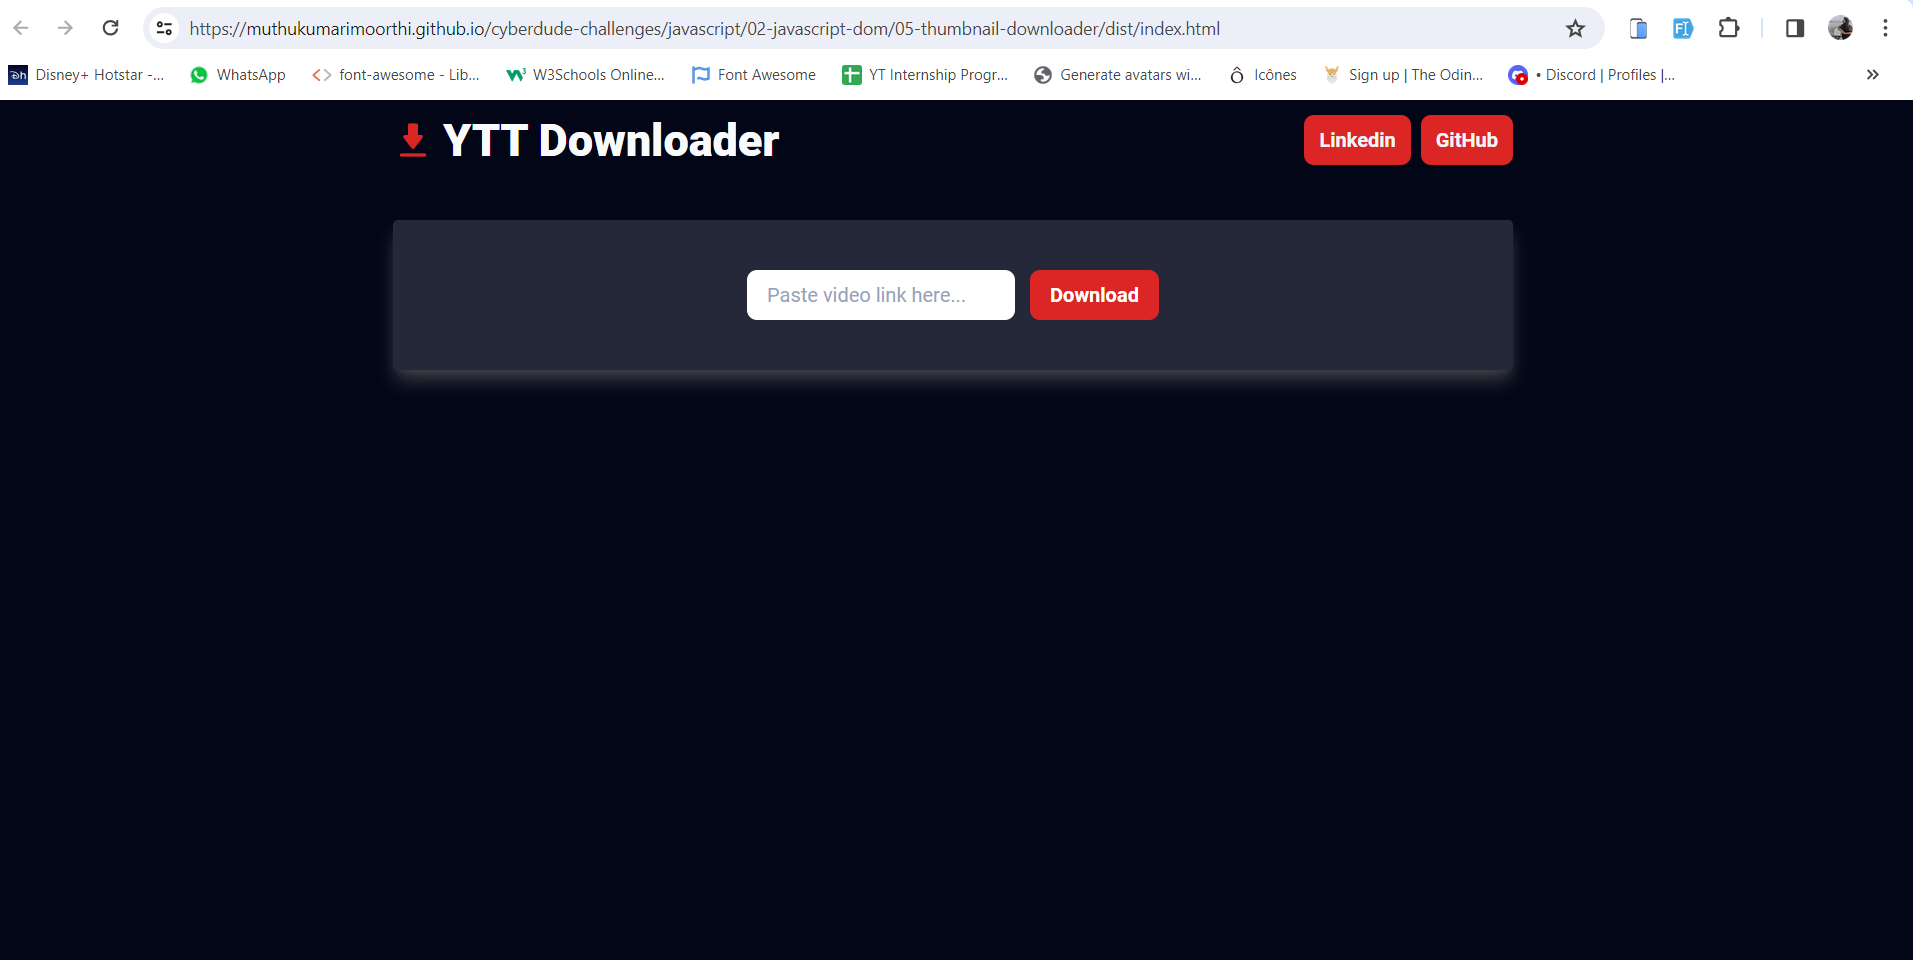 https://muthukumarimoorthi.github.io/cyberdude-challenges/javascript/02-javascript-dom/05-thumbnail-downloader/dist/index.html
Disney+ Hotstar -... WhatsApp font-awesome - Lib... W3Schools Online... Font Awesome YT Internship Progr... Generate avatars wi... Icônes Sign up | The Odin... • Discord | Profiles |...
YTT Downloader Linkedin GitHub
Paste video link here... Download